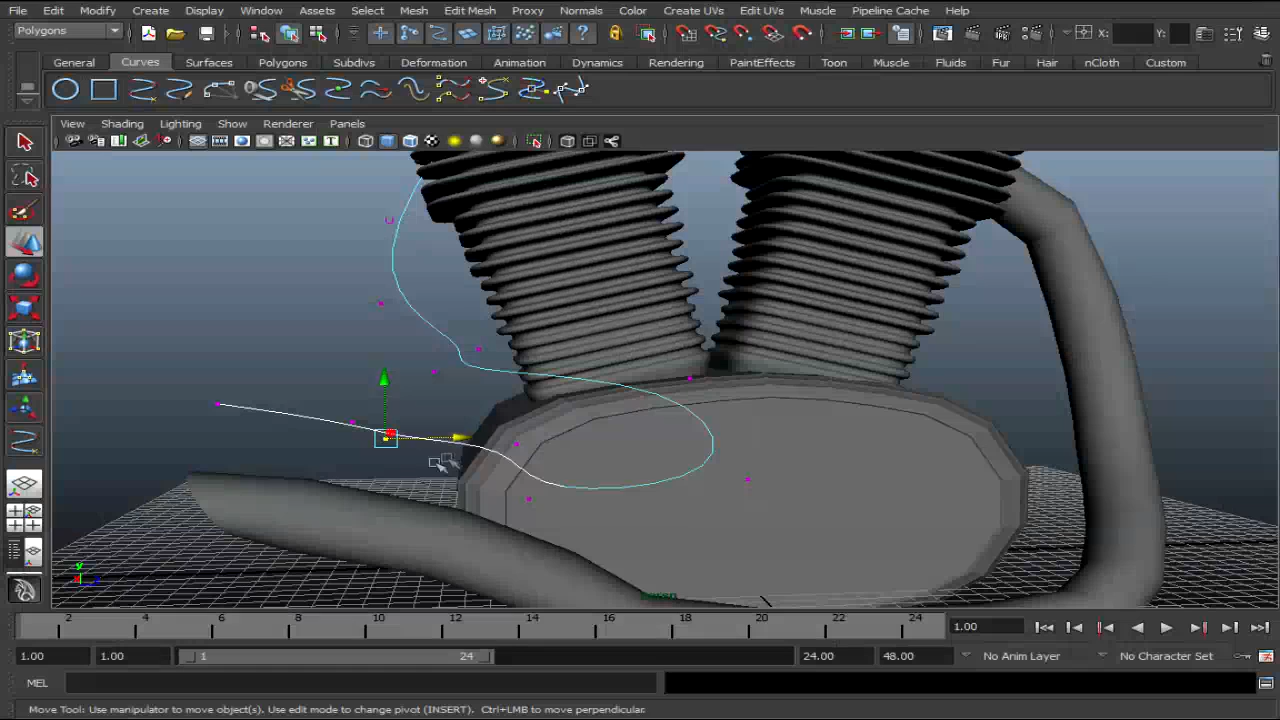 File Edit Modify Create Display Window Assets Select Mesh Edit Mesh Proxy Normals Color Create UVs Edit UVs Muscle Pipeline Cache Help
Polygons X: Y:
General Curves Surfaces Polygons Subdivs Deformation Animation Dynamics Rendering PaintEffects Toon Muscle Fluids Fur Hair nCloth Custom
View Shading Lighting Show Renderer Panels
y
2 4 6 8 10 12 14 16 18 20 22 24 1.00
1.00 1.00 1 24 24.00 48.00 No Anim Layer No Character Set
MEL
Move Tool: Use manipulator to move object(s). Use edit mode to change pivot (INSERT). Ctrl+LMB to move perpendicular.